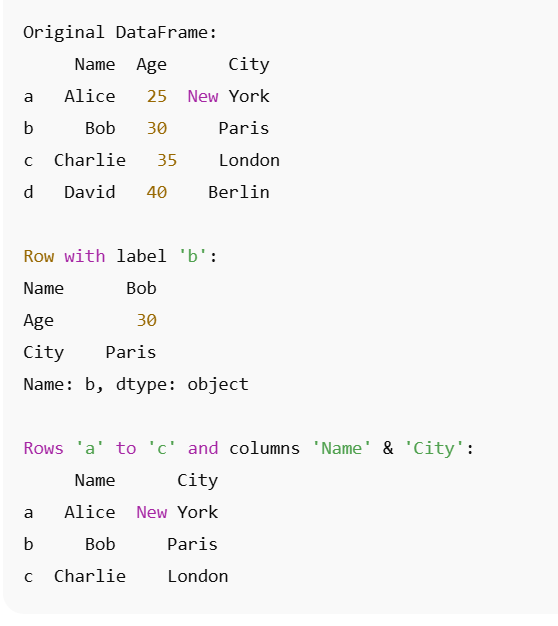 Original DataFrame:
     Name  Age      City
a   Alice   25  New York
b     Bob   30     Paris
c  Charlie   35    London
d   David   40    Berlin
Row with label 'b':
Name      Bob
Age        30
City    Paris
Name: b, dtype: object
Rows 'a' to 'c' and columns 'Name' & 'City':
     Name      City
a   Alice  New York
b     Bob     Paris
c  Charlie    London